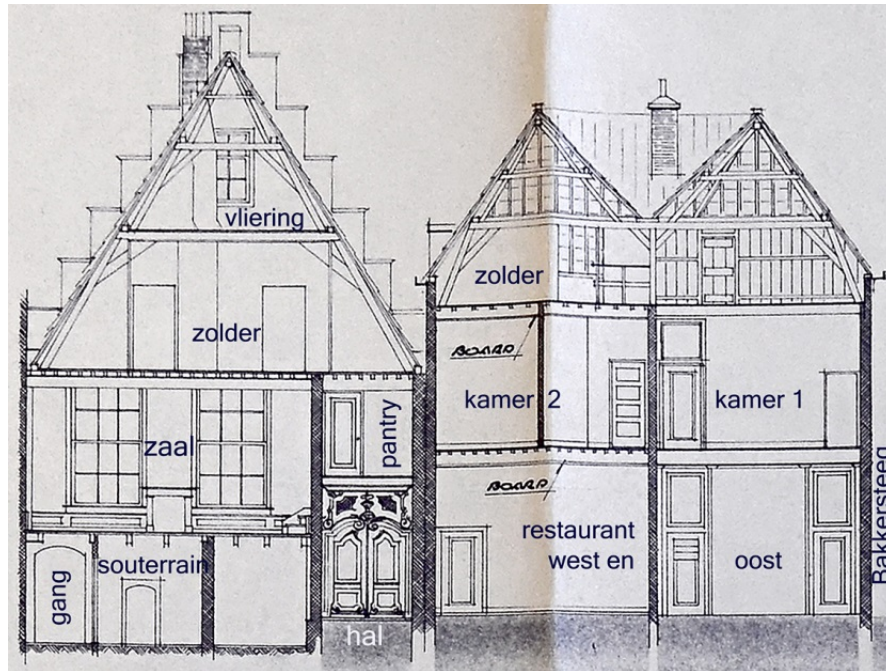 vliering
zolder
zolder
BOARD
kamer 2
kamer 1
zaal
pantry
BOARD
restaurant
west en
oost
souterrain
gang
hal
Bakkersteeg